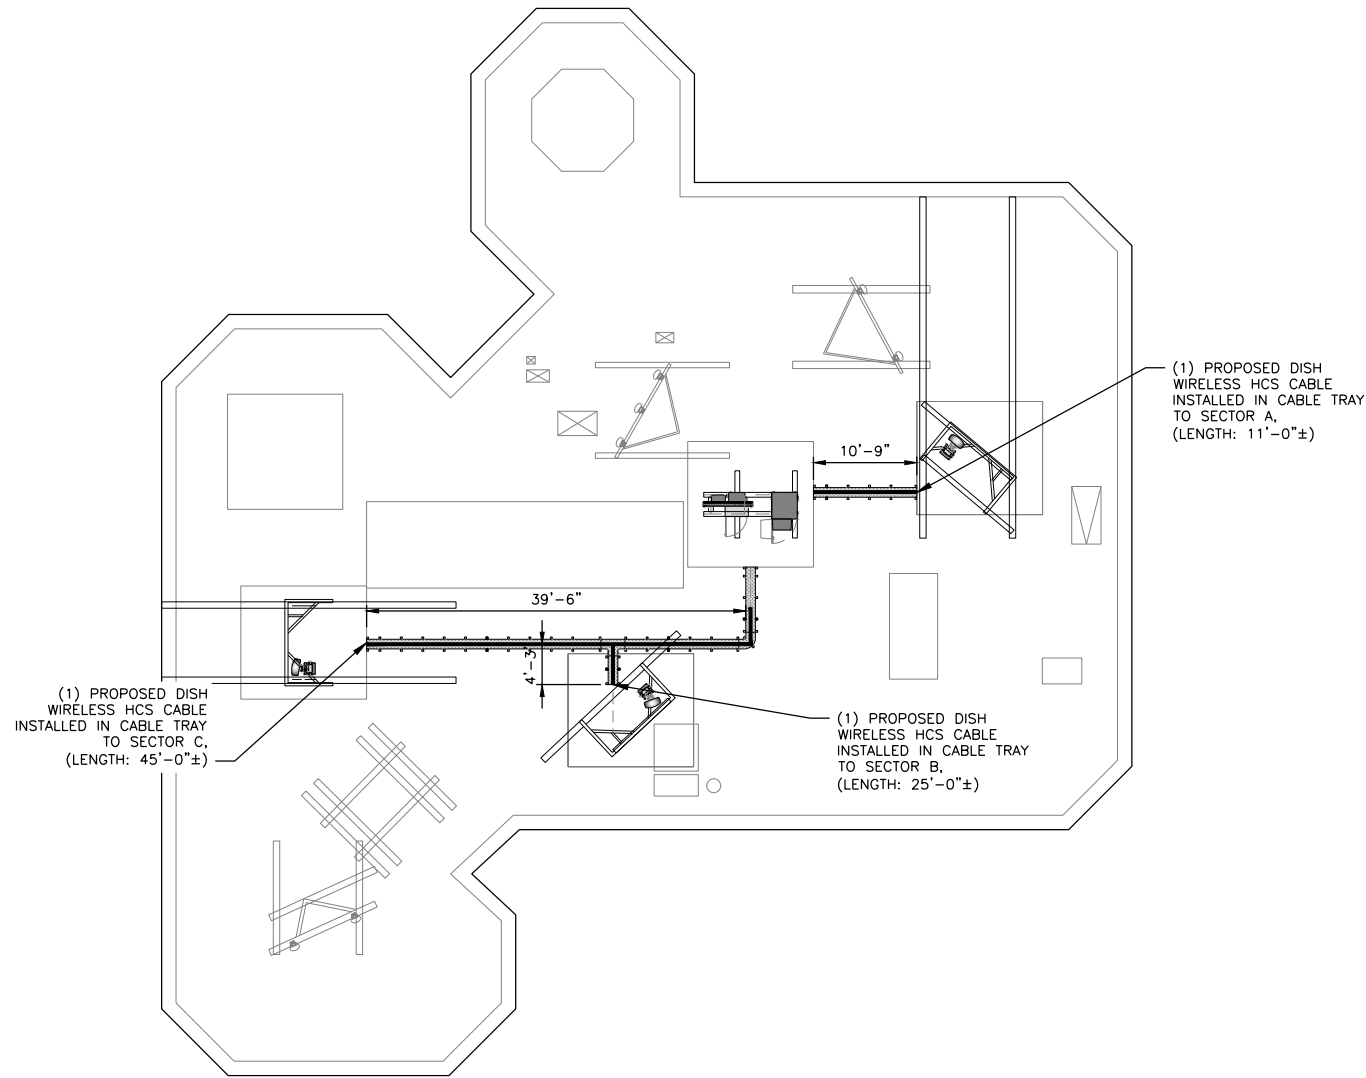 (1) PROPOSED DISH
WIRELESS HCS CABLE
INSTALLED IN CABLE TRAY
TO SECTOR A,
(LENGTH: 11'-0"±)
10'-9"
39'-6"
4'-3"
(1) PROPOSED DISH
WIRELESS HCS CABLE
INSTALLED IN CABLE TRAY
TO SECTOR C,
(LENGTH: 45'-0"±)
(1) PROPOSED DISH
WIRELESS HCS CABLE
INSTALLED IN CABLE TRAY
TO SECTOR B,
(LENGTH: 25'-0"±)